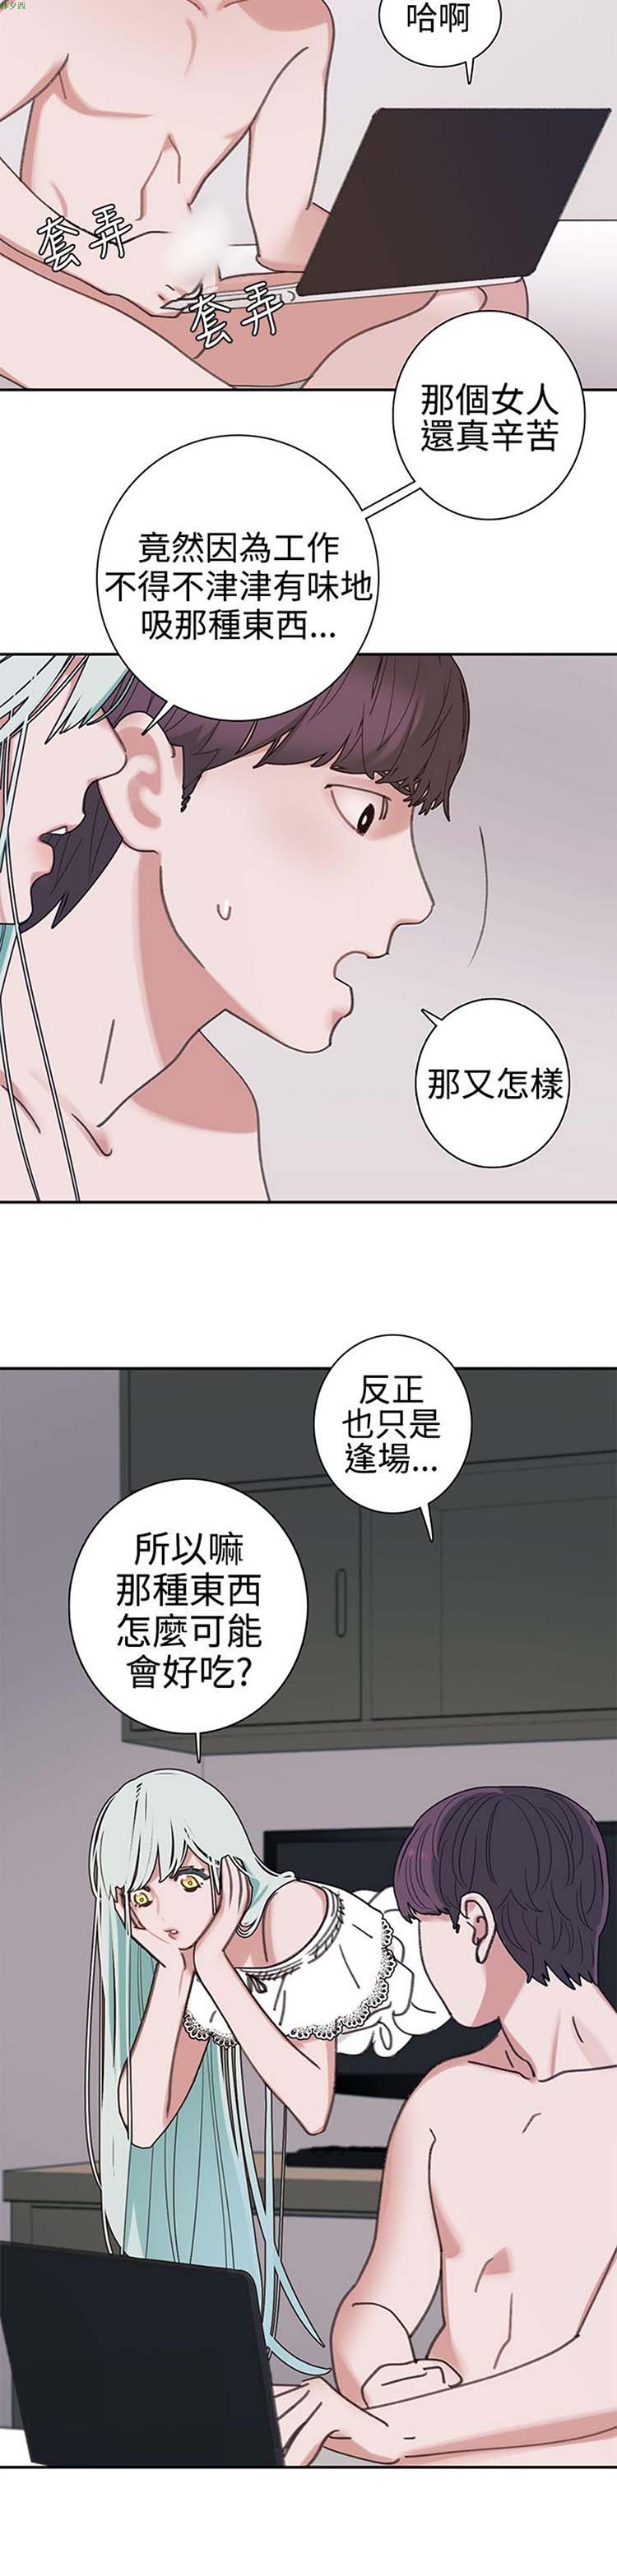 林夕西
哈啊
套弄
套弄
那個女人
還真辛苦
竟然因為工作
不得不津津有味地
吸那種東西...
那又怎樣
反正
也只是
逢場...
所以嘛
那種東西
怎麼可能
會好吃?